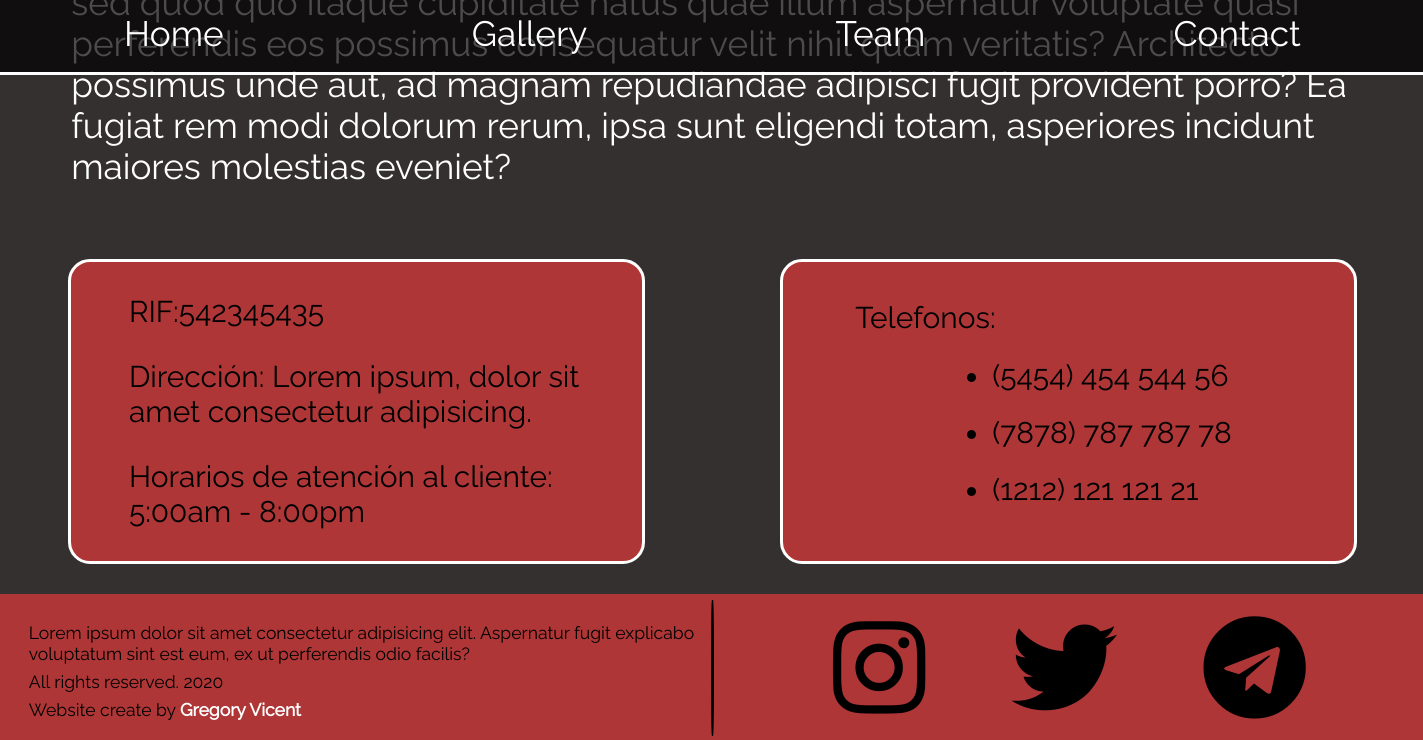 sed quod quo itaque cupiditate natus quae illum aspernatur voluptate quasi
Home Gallery Team Contact
perferendis eos possimus consequatur velit nihil quam veritatis? Architecto
possimus unde aut, ad magnam repudiandae adipisci fugit provident porro? Ea
fugiat rem modi dolorum rerum, ipsa sunt eligendi totam, asperiores incidunt
maiores molestias eveniet?
RIF:542345435
Dirección: Lorem ipsum, dolor sit
amet consectetur adipisicing.
Horarios de atención al cliente:
5:00am - 8:00pm
Telefonos:
(5454) 454 544 56
(7878) 787 787 78
(1212) 121 121 21
Lorem ipsum dolor sit amet consectetur adipisicing elit. Aspernatur fugit explicabo
voluptatum sint est eum, ex ut perferendis odio facilis?
All rights reserved. 2020
Website create by Gregory Vicent